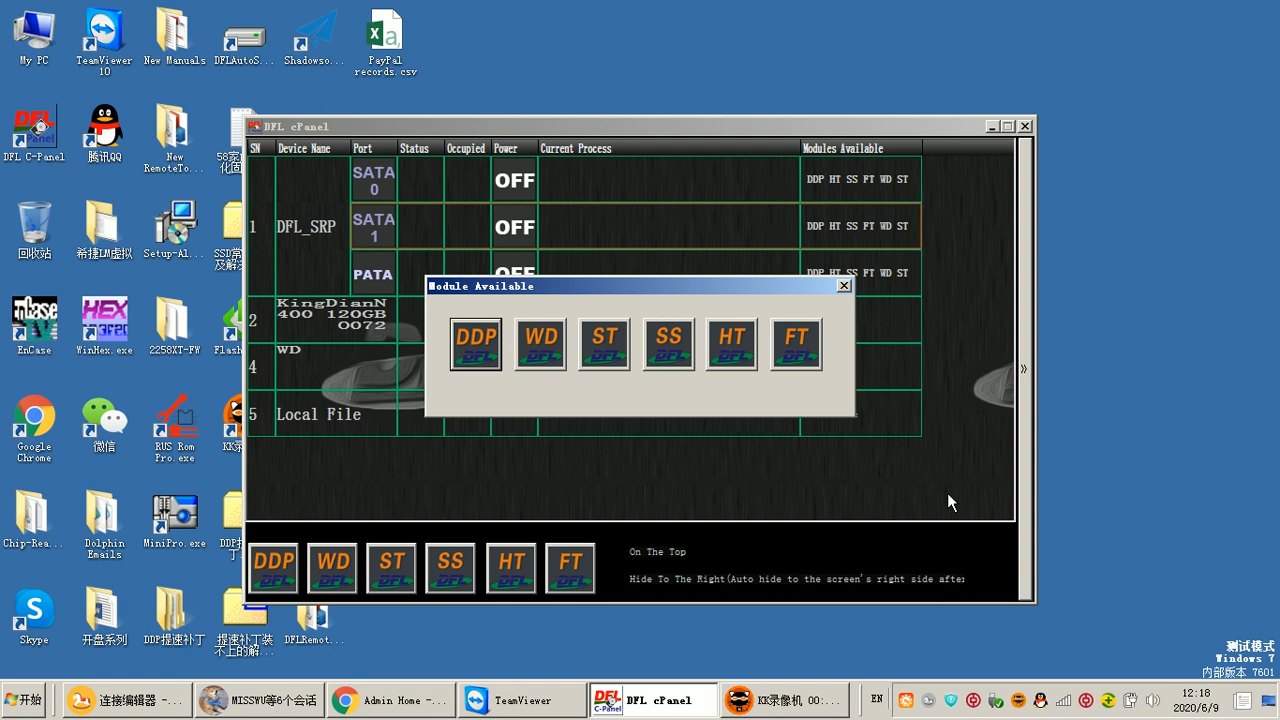 My PC
TeamViewer 10
New Manuals
DFLAutoS...
Shadowso...
PayPal records.csv
DFL C-Panel
腾讯QQ
New RemoteTo...
回收站
希捷LM虚拟
Setup-Al...
EnCase
WinHex.exe
2258XT-FW
Google Chrome
微信
RUS Rom Pro.exe
Chip-Rea...
Dolphin Emails
MiniPro.exe
Skype
开盘系列
DDP提速补丁
提速补丁装不上的解...
DFLRemot...
DFL cPanel
SN Device Name Port Status Occupied Power Current Process Modules Available
SATA 0 OFF DDP HT SS FT WD ST
1 DFL_SRP SATA 1 OFF DDP HT SS FT WD ST
PATA OFF DDP HT SS FT WD ST
2 KingDianN 400 120GB 0072
4 WD
5 Local File
Module Available
DDP WD ST SS HT FT
DDP WD ST SS HT FT
On The Top
Hide To The Right(Auto hide to the screen's right side after
测试模式
Windows 7
内部版本 7601
开始
连接编辑器 -...
MISSWU等6个会话
Admin Home -...
TeamViewer
DFL cPanel
KK录像机 00:...
EN
12:18
2020/6/9